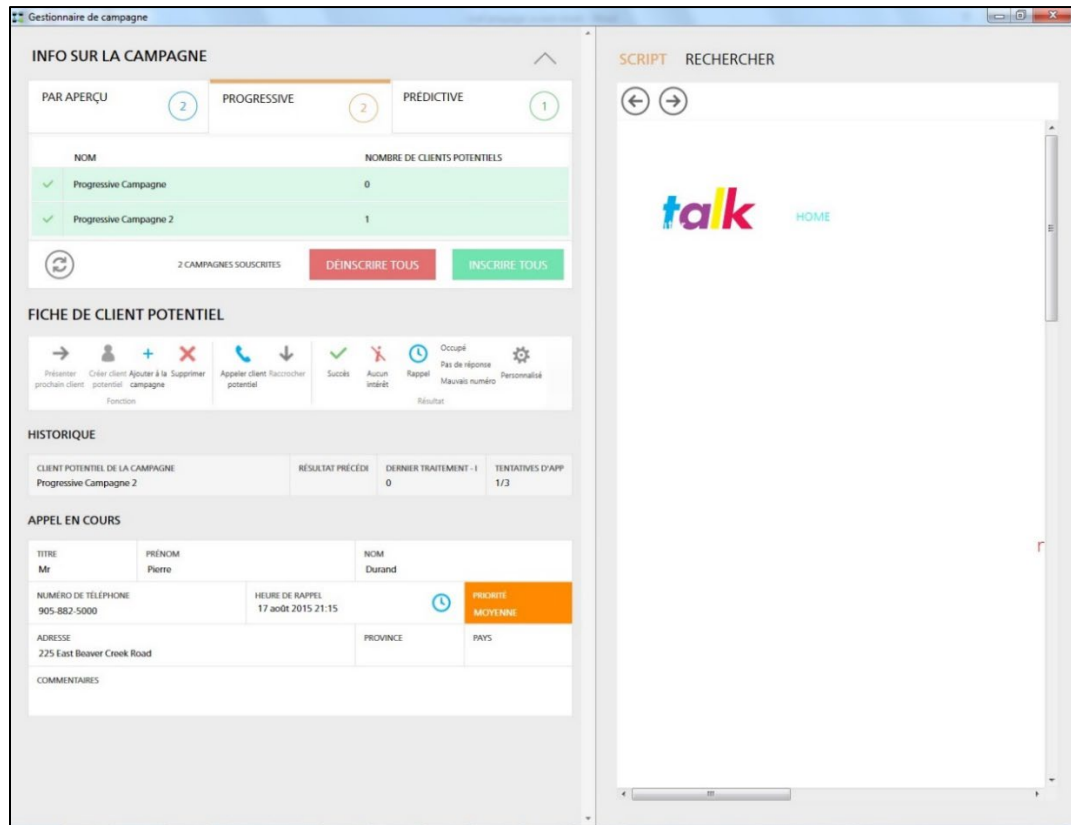 Gestionnaire de campagne
INFO SUR LA CAMPAGNE
PAR APERÇU 2
PROGRESSIVE 2
PRÉDICTIVE 1
NOM NOMBRE DE CLIENTS POTENTIELS
Progressive Campagne 0
Progressive Campagne 2 1
2 CAMPAGNES SOUSCRITES DÉINSCRIRE TOUS INSCRIRE TOUS
FICHE DE CLIENT POTENTIEL
Présenter prochain client
Créer client potentiel
Ajouter à la campagne
Supprimer
Fonction
Appeler client potentiel
Raccrocher
Succès
Aucun intérêt
Rappel
Occupé
Pas de réponse
Mauvais numéro
Personnalisé
Résultat
HISTORIQUE
CLIENT POTENTIEL DE LA CAMPAGNE RÉSULTAT PRÉCÉDI DERNIER TRAITEMENT - I TENTATIVES D'APP
Progressive Campagne 2 0 1/3
APPEL EN COURS
TITRE PRÉNOM NOM
Mr Pierre Durand
NUMÉRO DE TÉLÉPHONE HEURE DE RAPPEL PRIORITÉ
905-882-5000 17 août 2015 21:15 MOYENNE
ADRESSE PROVINCE PAYS
225 East Beaver Creek Road
COMMENTAIRES
SCRIPT RECHERCHER
talk HOME